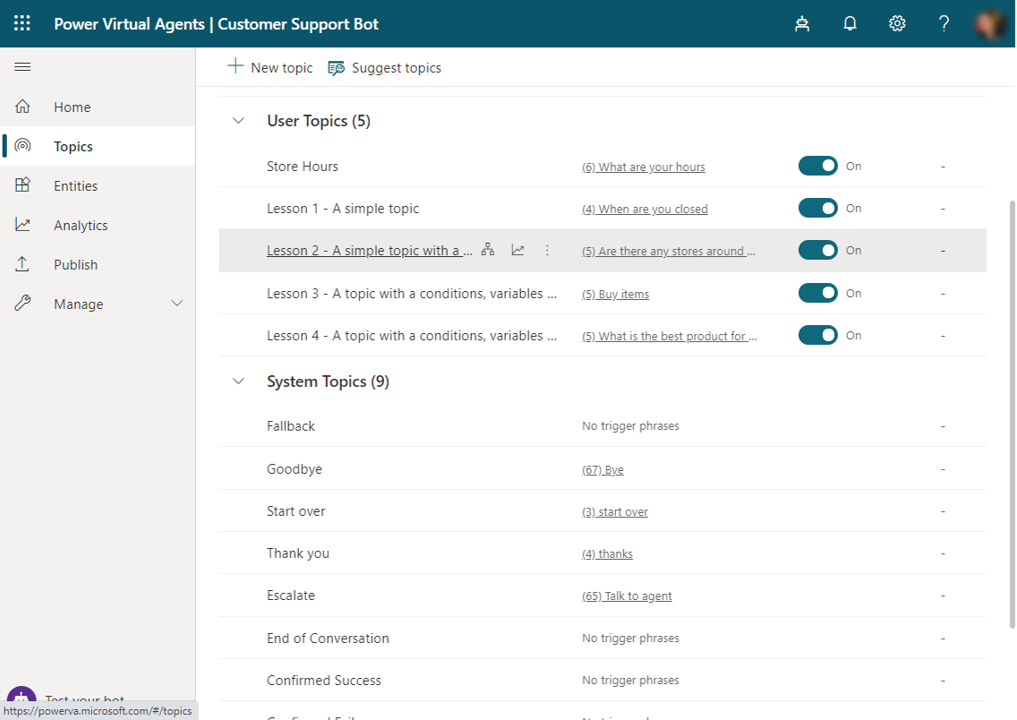 Power Virtual Agents | Customer Support Bot
New topic
Suggest topics
Home
Topics
Entities
Analytics
Publish
Manage
User Topics (5)
Store Hours (6) What are your hours On -
Lesson 1 - A simple topic (4) When are you closed On -
Lesson 2 - A simple topic with a ... (5) Are there any stores around ... On -
Lesson 3 - A topic with a conditions, variables ... (5) Buy items On -
Lesson 4 - A topic with a conditions, variables ... (5) What is the best product for ... On -
System Topics (9)
Fallback No trigger phrases -
Goodbye (67) Bye -
Start over (3) start over -
Thank you (4) thanks -
Escalate (65) Talk to agent -
End of Conversation No trigger phrases -
Confirmed Success No trigger phrases -
Test your bot
https://powerva.microsoft.com/#/topics